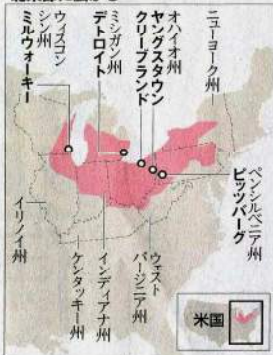 ニューヨーク州
オハイオ州
ヤングスタウン
クリーブランド
ミシガン州
デトロイト
ウィスコンシン州
ミルウォーキー
ペンシルベニア州
ピッツバーグ
ウェストバージニア州
インディアナ州
ケンタッキー州
イリノイ州
米国